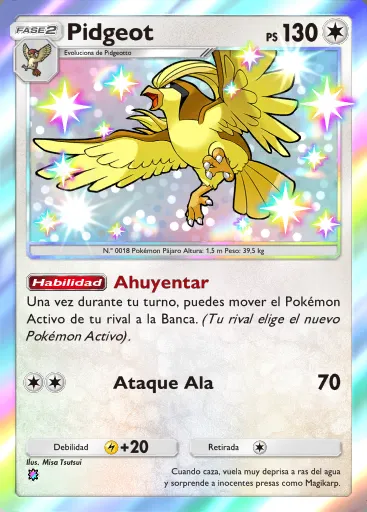 FASE 2 Pidgeot PS 130
Evoluciona de Pidgeotto
N.º 0018 Pokémon Pájaro Altura: 1,5 m Peso: 39.5 kg
Habilidad Ahuyentar
Una vez durante tu turno, puedes mover el Pokémon
Activo de tu rival a la Banca. (Tu rival elige el nuevo
Pokémon Activo).
Ataque Ala 70
Debilidad +20 Retirada
Ilus. Misa Tsutsui
Cuando caza, vuela muy deprisa a ras del agua
y sorprende a inocentes presas como Magikarp.